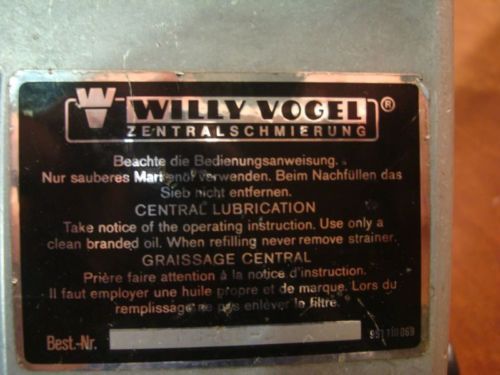 WILLY VOGEL ®
ZENTRALSCHMIERUNG
Beachte die Bedienungsanweisung.
Nur sauberes Markenöl verwenden. Beim Nachfüllen das
Sieb nicht entfernen.
CENTRAL LUBRICATION
Take notice of the operating instruction. Use only a
clean branded oil. When refilling never remove strainer.
GRAISSAGE CENTRAL
Prière faire attention à la notice d'instruction.
Il faut employer une huile propre et de marque. Lors du
remplissage ne pas enlever le filtre.
Best.-Nr.